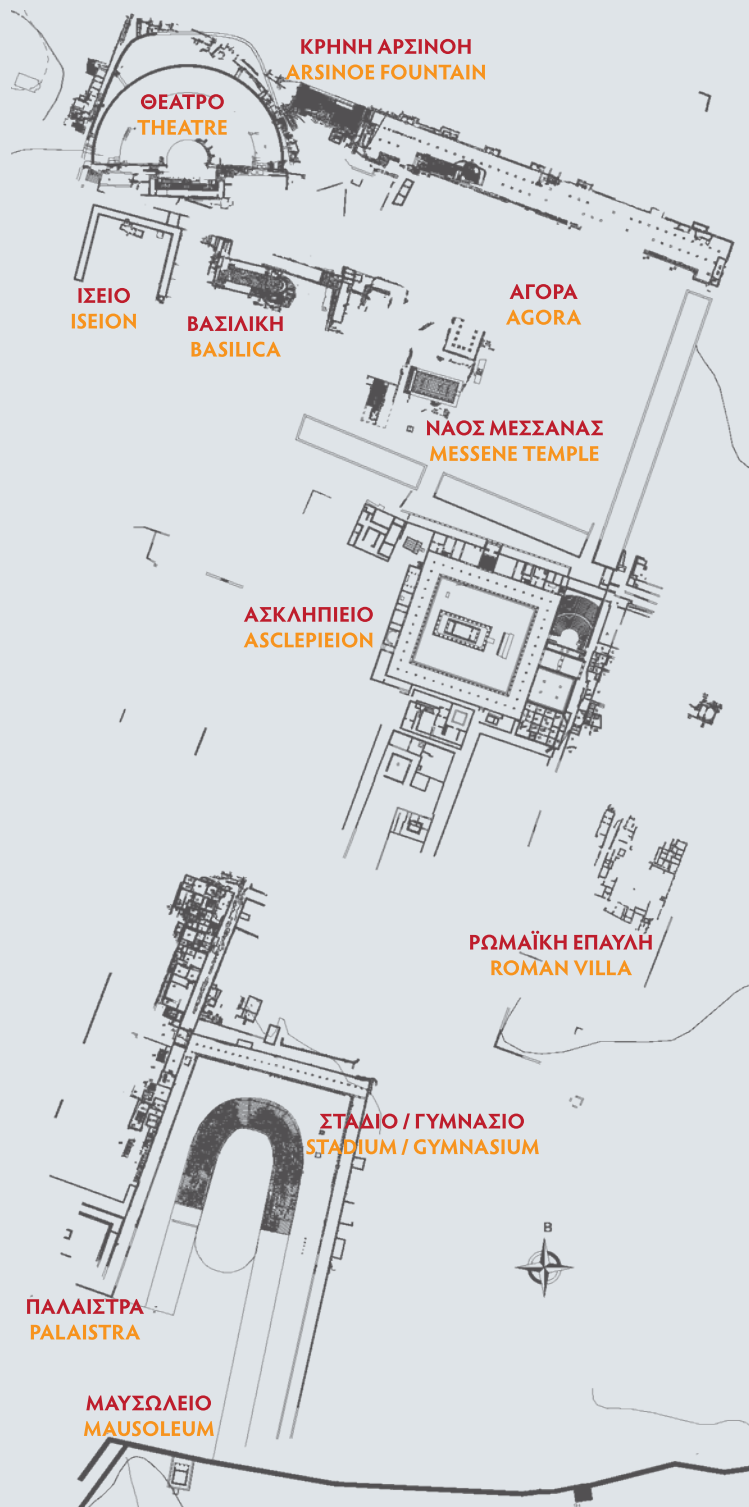 ΚΡΗΝΗ ΑΡΣΙΝΟΗ
ARSINOE FOUNTAIN
ΘΕΑΤΡΟ
THEATRE
ΙΣΕΙΟ
ISEION
ΒΑΣΙΛΙΚΗ
BASILICA
ΑΓΟΡΑ
AGORA
ΝΑΟΣ ΜΕΣΣΑΝΑΣ
MESSENE TEMPLE
ΑΣΚΛΗΠΙΕΙΟ
ASCLEPIEION
ΡΩΜΑΪΚΗ ΕΠΑΥΛΗ
ROMAN VILLA
ΣΤΑΔΙΟ / ΓΥΜΝΑΣΙΟ
STADIUM / GYMNASIUM
Β
ΠΑΛΑΙΣΤΡΑ
PALAISTRA
ΜΑΥΣΩΛΕΙΟ
MAUSOLEUM